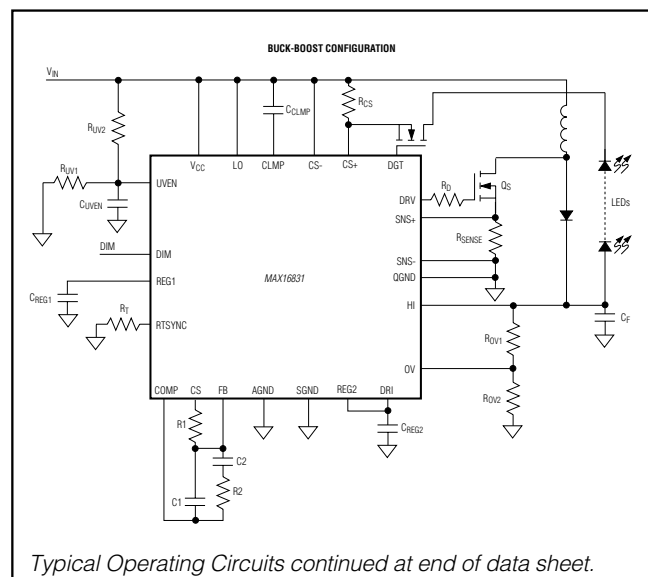 BUCK-BOOST CONFIGURATION
VIN
RUV2
RUV1
CUVEN
CCLMP
RCS
VCC LO CLMP CS- CS+ DGT
UVEN
DIM
DIM
REG1
CREG1
RT
RTSYNC
MAX16831
DRV
RD
QS
SNS+
RSENSE
SNS-
QGND
HI
OV
LEDs
CF
ROV1
ROV2
COMP CS FB AGND SGND REG2 DRI
R1
C2
R2
C1
CREG2
Typical Operating Circuits continued at end of data sheet.